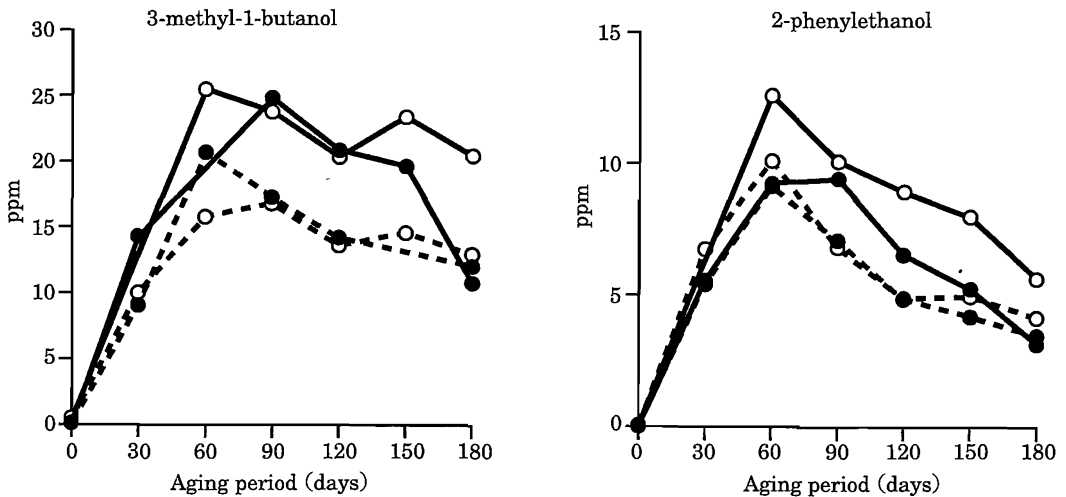 3-methyl-1-butanol
30
25
20
15
10
5
0
ppm
0 30 60 90 120 150 180
Aging period (days)
2-phenylethanol
15
10
5
0
ppm
0 30 60 90 120 150 180
Aging period (days)